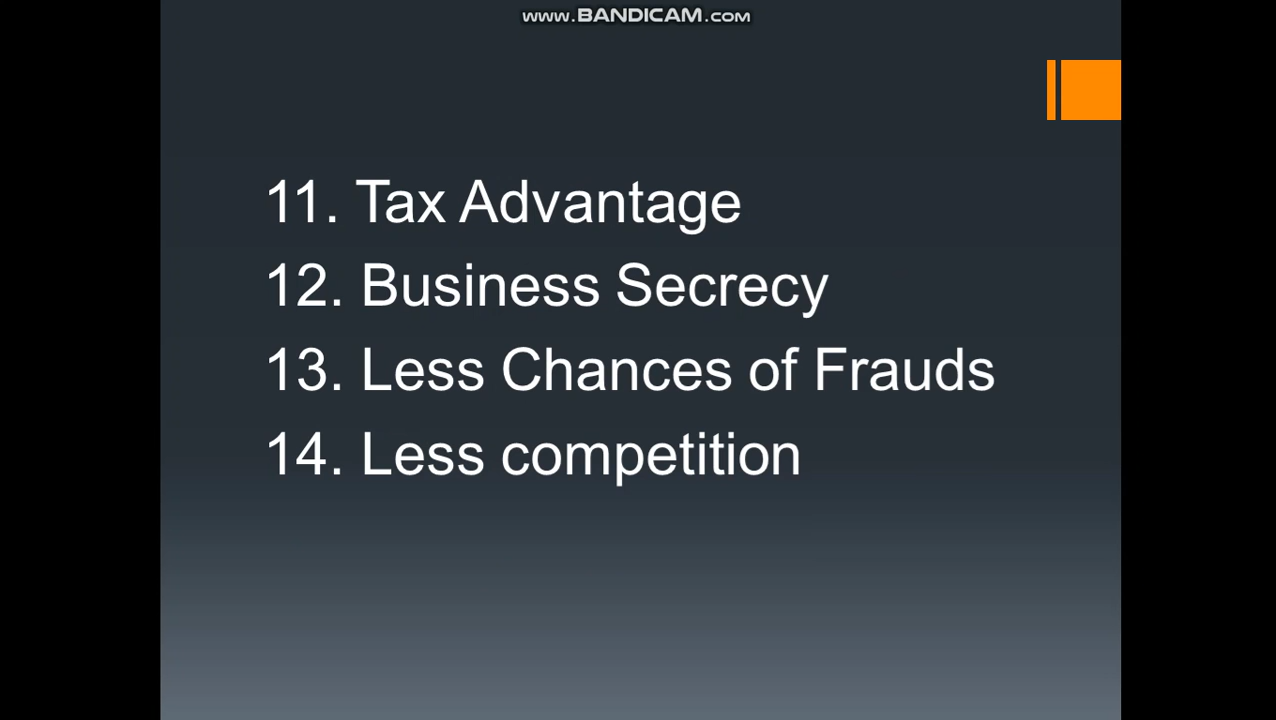 www.BANDICAM.com
11. Tax Advantage
12. Business Secrecy
13. Less Chances of Frauds
14. Less competition